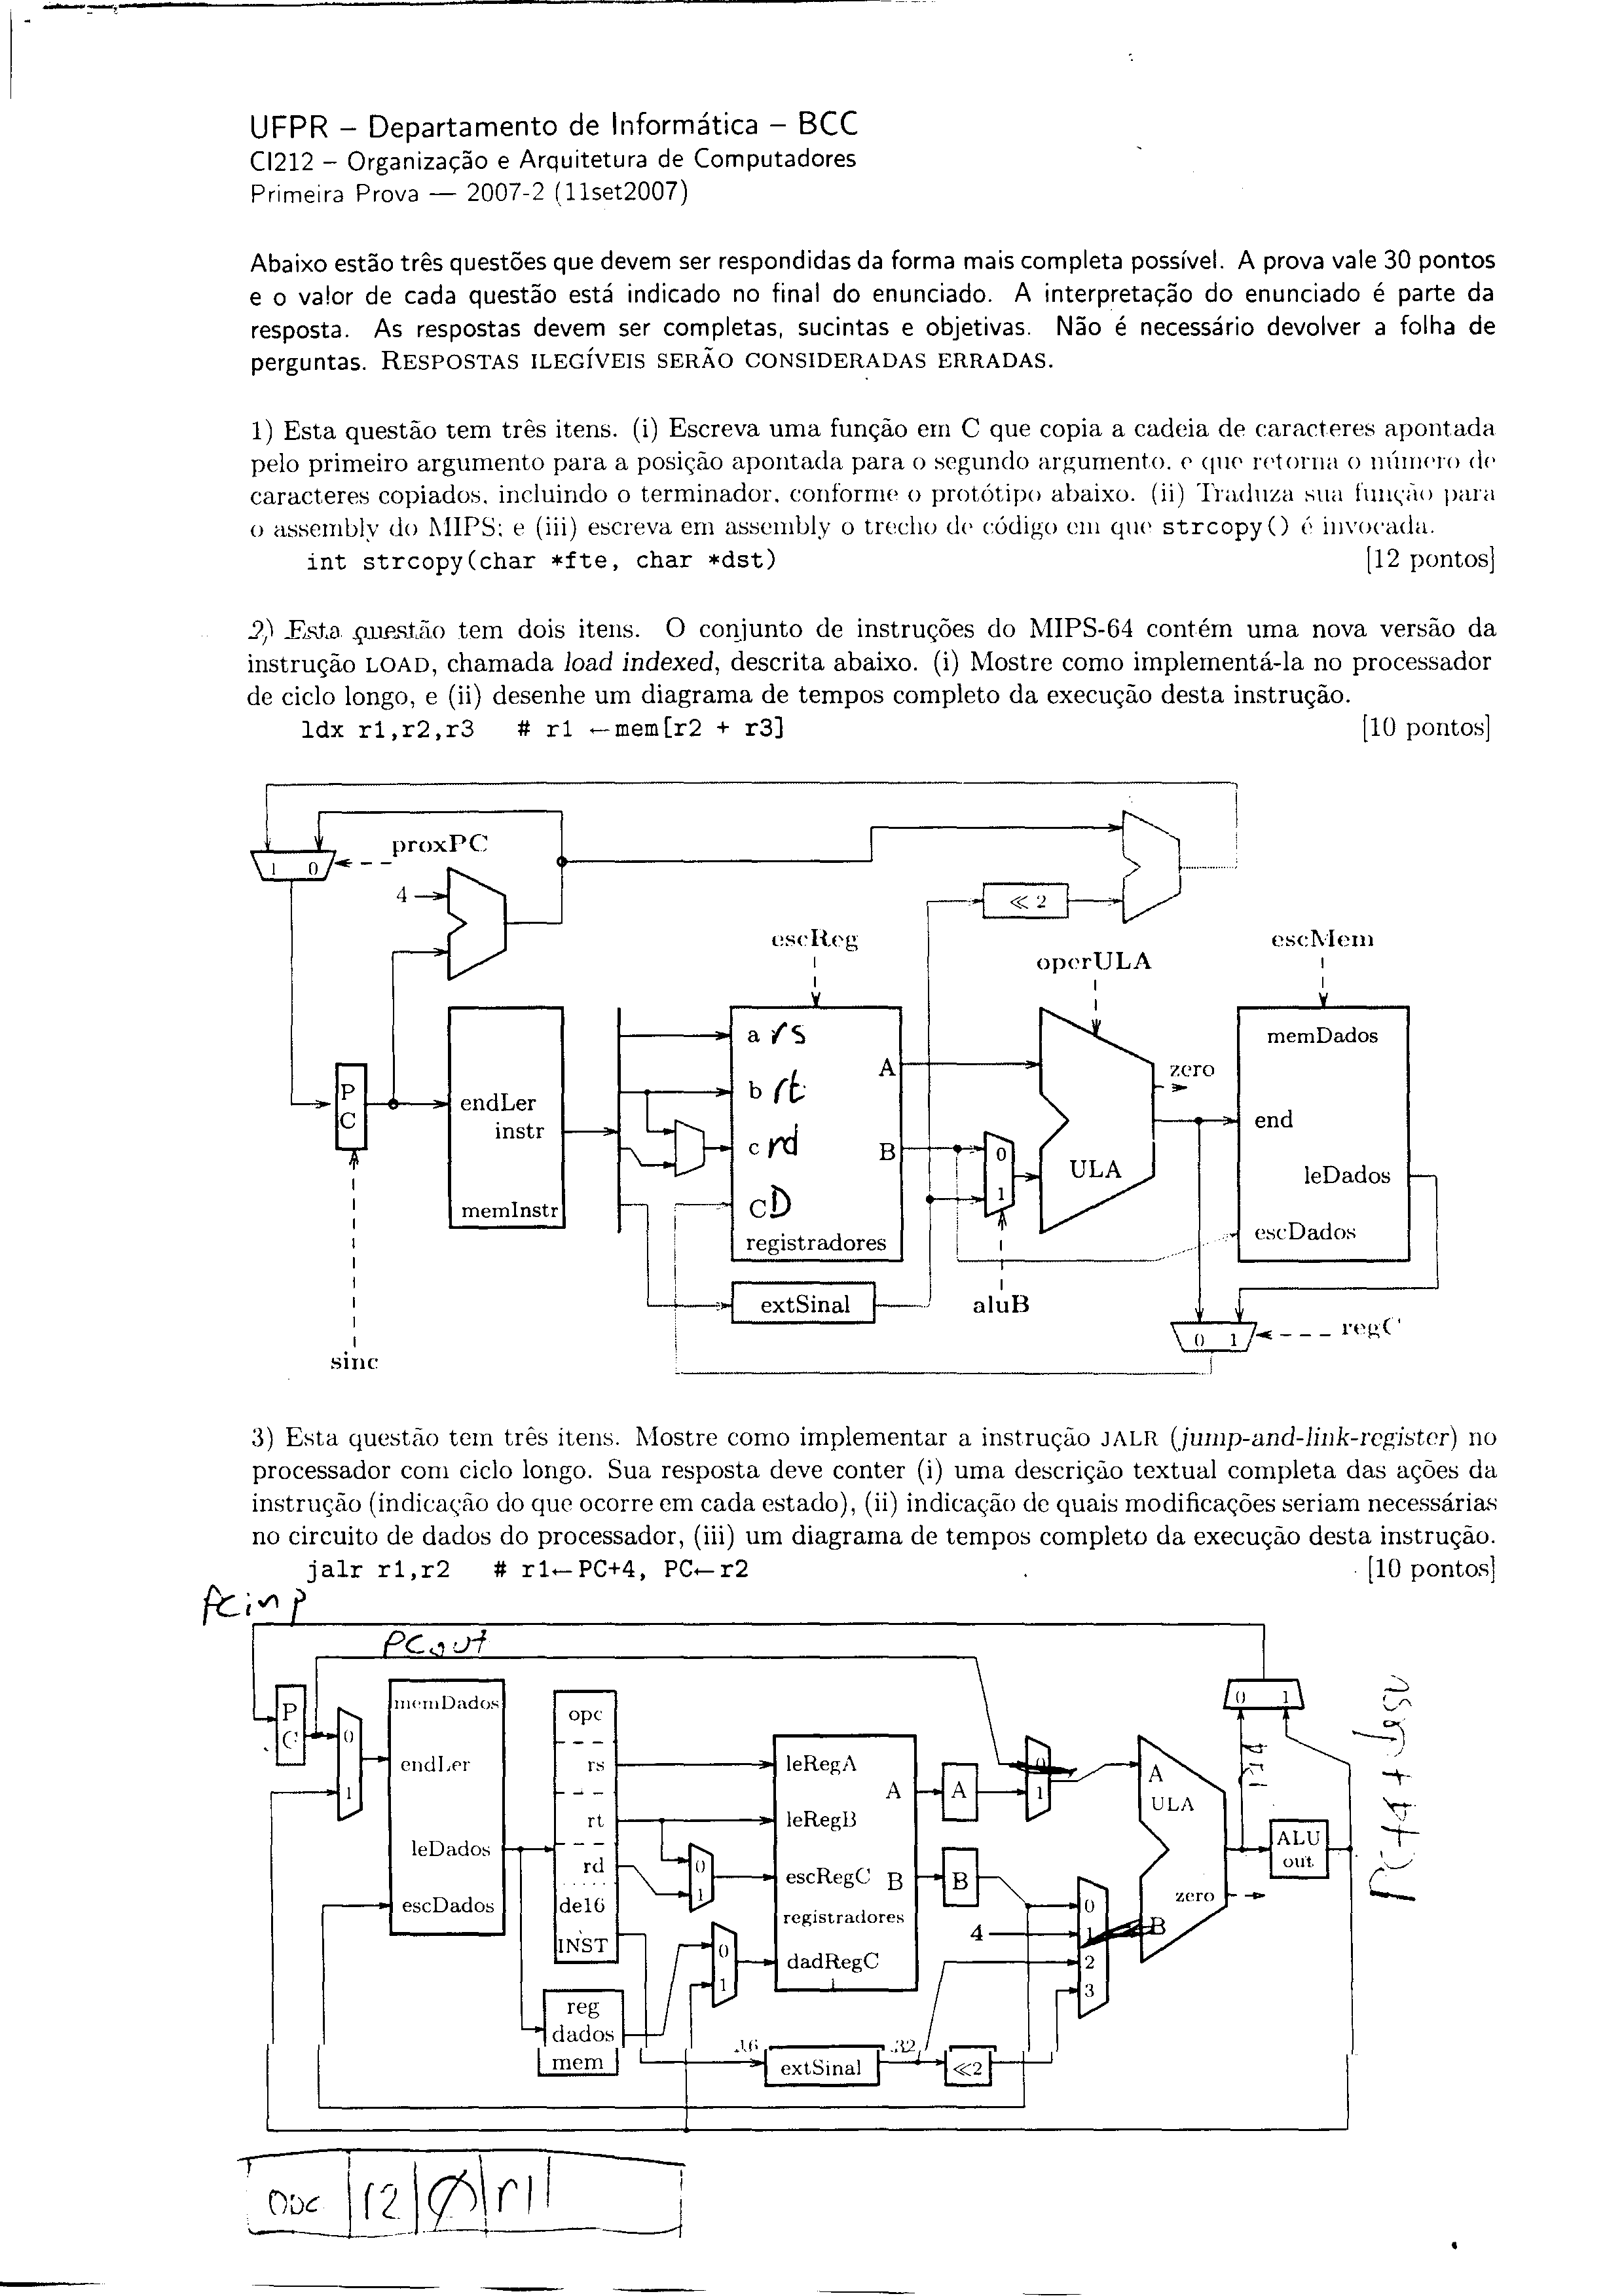 UFPR – Departamento de Informática – BCC
CI212 – Organização e Arquitetura de Computadores
Primeira Prova — 2007-2 (11set2007)
Abaixo estão três questões que devem ser respondidas da forma mais completa possível. A prova vale 30 pontos
e o valor de cada questão está indicado no final do enunciado. A interpretação do enunciado é parte da
resposta. As respostas devem ser completas, sucintas e objetivas. Não é necessário devolver a folha de
perguntas. RESPOSTAS ILEGÍVEIS SERÃO CONSIDERADAS ERRADAS.
1) Esta questão tem três itens. (i) Escreva uma função em C que copia a cadeia de caracteres apontada
pelo primeiro argumento para a posição apontada para o segundo argumento, e que retorna o número de
caracteres copiados, incluindo o terminador, conforme o protótipo abaixo. (ii) Traduza sua função para
o assembly do MIPS; e (iii) escreva em assembly o trecho de código em que strcopy() é invocada.
int strcopy(char *fte, char *dst) [12 pontos]
2) Esta questão tem dois itens. O conjunto de instruções do MIPS-64 contém uma nova versão da
instrução LOAD, chamada load indexed, descrita abaixo. (i) Mostre como implementá-la no processador
de ciclo longo, e (ii) desenhe um diagrama de tempos completo da execução desta instrução.
ldx r1,r2,r3 # r1 ←mem[r2 + r3] [10 pontos]
proxPC
1 0
4
≪ 2
escReg
escMem
operULA
a rs
memDados
A
zero
P
C
endLer
b rt
instr
end
c rd
B
0
ULA
leDados
1
memInstr
cD
escDados
registradores
extSinal
aluB
0 1
regC
sinc
3) Esta questão tem três itens. Mostre como implementar a instrução JALR (jump-and-link-register) no
processador com ciclo longo. Sua resposta deve conter (i) uma descrição textual completa das ações da
instrução (indicação do que ocorre em cada estado), (ii) indicação de quais modificações seriam necessárias
no circuito de dados do processador, (iii) um diagrama de tempos completo da execução desta instrução.
jalr r1,r2 # r1←PC+4, PC←r2 [10 pontos]
PCinp
PCout
memDados
opc
0 1
P
C
0
endLer
rs
leRegA
0
A
A
A
1
1
ULA
rt
leRegB
leDados
ALU
out
rd
0
escRegC
B
B
1
zero
escDados
de16
0
registradores
4
1
B
INST
0
dadRegC
2
1
3
reg
dados
mem
16
extSinal
32
≪2
opc r2 0 r1